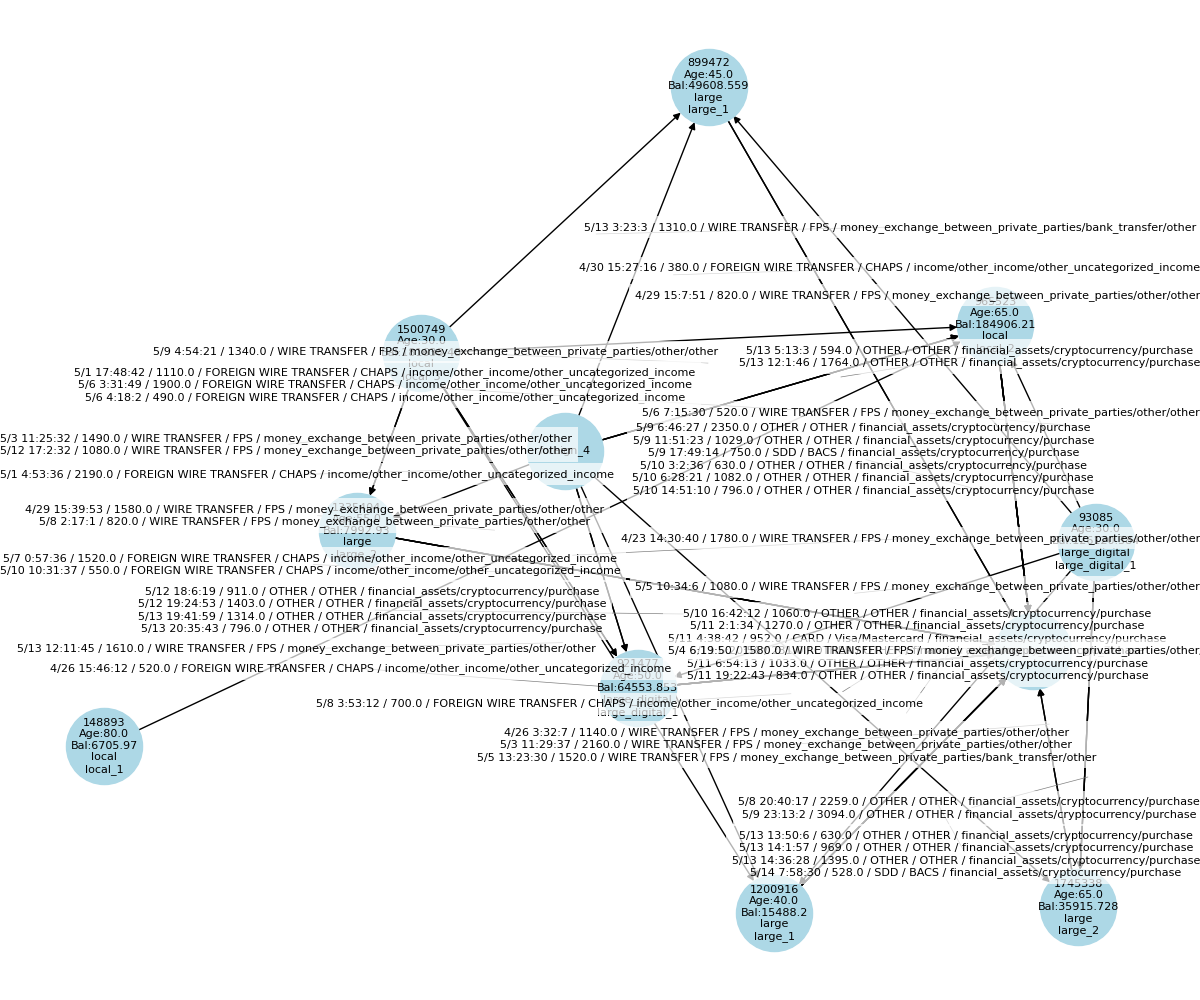 899472
Age:45.0
Bal:49608.559
large
large_1
5/13 3:23:3 / 1310.0 / WIRE TRANSFER / FPS / money_exchange_between_private_parties/bank_transfer/other
4/30 15:27:16 / 380.0 / FOREIGN WIRE TRANSFER / CHAPS / income/other_income/other_uncategorized_income
4/29 15:7:51 / 820.0 / WIRE TRANSFER / FPS / money_exchange_between_private_parties/other/other
Age:65.0
Bal:184906.21
local
1500749
Age:30.0
5/9 4:54:21 / 1340.0 / WIRE TRANSFER / FPS / money_exchange_between_private_parties/other/other
5/13 5:13:3 / 594.0 / OTHER / OTHER / financial_assets/cryptocurrency/purchase
5/13 12:1:46 / 1764.0 / OTHER / OTHER / financial_assets/cryptocurrency/purchase
5/1 17:48:42 / 1110.0 / FOREIGN WIRE TRANSFER / CHAPS / income/other_income/other_uncategorized_income
5/6 3:31:49 / 1900.0 / FOREIGN WIRE TRANSFER / CHAPS / income/other_income/other_uncategorized_income
5/6 4:18:2 / 490.0 / FOREIGN WIRE TRANSFER / CHAPS / income/other_income/other_uncategorized_income
5/6 7:15:30 / 520.0 / WIRE TRANSFER / FPS / money_exchange_between_private_parties/other/other
5/9 6:46:27 / 2350.0 / OTHER / OTHER / financial_assets/cryptocurrency/purchase
5/9 11:51:23 / 1029.0 / OTHER / OTHER / financial_assets/cryptocurrency/purchase
5/9 17:49:14 / 750.0 / SDD / BACS / financial_assets/cryptocurrency/purchase
5/10 3:2:36 / 630.0 / OTHER / OTHER / financial_assets/cryptocurrency/purchase
5/10 6:28:21 / 1082.0 / OTHER / OTHER / financial_assets/cryptocurrency/purchase
5/10 14:51:10 / 796.0 / OTHER / OTHER / financial_assets/cryptocurrency/purchase
5/3 11:25:32 / 1490.0 / WIRE TRANSFER / FPS / money_exchange_between_private_parties/other/other
5/12 17:2:32 / 1080.0 / WIRE TRANSFER / FPS / money_exchange_between_private_parties/other/other
5/1 4:53:36 / 2190.0 / FOREIGN WIRE TRANSFER / CHAPS / income/other_income/other_uncategorized_income
4/29 15:39:53 / 1580.0 / WIRE TRANSFER / FPS / money_exchange_between_private_parties/other/other
5/8 2:17:1 / 820.0 / WIRE TRANSFER / FPS / money_exchange_between_private_parties/other/other
Bal:7992.93
large
large_2
93085
Age:30.0
large_digital
large_digital_1
4/23 14:30:40 / 1780.0 / WIRE TRANSFER / FPS / money_exchange_between_private_parties/other/other
5/7 0:57:36 / 1520.0 / FOREIGN WIRE TRANSFER / CHAPS / income/other_income/other_uncategorized_income
5/10 10:31:37 / 550.0 / FOREIGN WIRE TRANSFER / CHAPS / income/other_income/other_uncategorized_income
5/5 10:34:6 / 1080.0 / WIRE TRANSFER / FPS / money_exchange_between_private_parties/other/other
5/12 18:6:19 / 911.0 / OTHER / OTHER / financial_assets/cryptocurrency/purchase
5/12 19:24:53 / 1403.0 / OTHER / OTHER / financial_assets/cryptocurrency/purchase
5/13 19:41:59 / 1314.0 / OTHER / OTHER / financial_assets/cryptocurrency/purchase
5/13 20:35:43 / 796.0 / OTHER / OTHER / financial_assets/cryptocurrency/purchase
5/10 16:42:12 / 1060.0 / OTHER / OTHER / financial_assets/cryptocurrency/purchase
5/11 2:1:34 / 1270.0 / OTHER / OTHER / financial_assets/cryptocurrency/purchase
5/11 4:38:42 / 952.0 / CARD / Visa/Mastercard / financial_assets/cryptocurrency/purchase
5/4 6:19:50 / 1580.0 / WIRE TRANSFER / FPS / money_exchange_between_private_parties/other/other
5/11 6:54:13 / 1033.0 / OTHER / OTHER / financial_assets/cryptocurrency/purchase
5/11 19:22:43 / 834.0 / OTHER / OTHER / financial_assets/cryptocurrency/purchase
5/13 12:11:45 / 1610.0 / WIRE TRANSFER / FPS / money_exchange_between_private_parties/other/other
4/26 15:46:12 / 520.0 / FOREIGN WIRE TRANSFER / CHAPS / income/other_income/other_uncategorized_income
921477
Age:50.0
Bal:64553.853
large_digital
large_digital_1
5/8 3:53:12 / 700.0 / FOREIGN WIRE TRANSFER / CHAPS / income/other_income/other_uncategorized_income
148893
Age:80.0
Bal:6705.97
local
local_1
4/26 3:32:7 / 1140.0 / WIRE TRANSFER / FPS / money_exchange_between_private_parties/other/other
5/3 11:29:37 / 2160.0 / WIRE TRANSFER / FPS / money_exchange_between_private_parties/other/other
5/5 13:23:30 / 1520.0 / WIRE TRANSFER / FPS / money_exchange_between_private_parties/bank_transfer/other
5/8 20:40:17 / 2259.0 / OTHER / OTHER / financial_assets/cryptocurrency/purchase
5/9 23:13:2 / 3094.0 / OTHER / OTHER / financial_assets/cryptocurrency/purchase
5/13 13:50:6 / 630.0 / OTHER / OTHER / financial_assets/cryptocurrency/purchase
5/13 14:1:57 / 969.0 / OTHER / OTHER / financial_assets/cryptocurrency/purchase
5/13 14:36:28 / 1395.0 / OTHER / OTHER / financial_assets/cryptocurrency/purchase
5/14 7:58:30 / 528.0 / SDD / BACS / financial_assets/cryptocurrency/purchase
1200916
Age:40.0
Bal:15488.2
large
large_1
1745338
Age:65.0
Bal:35915.728
large
large_2